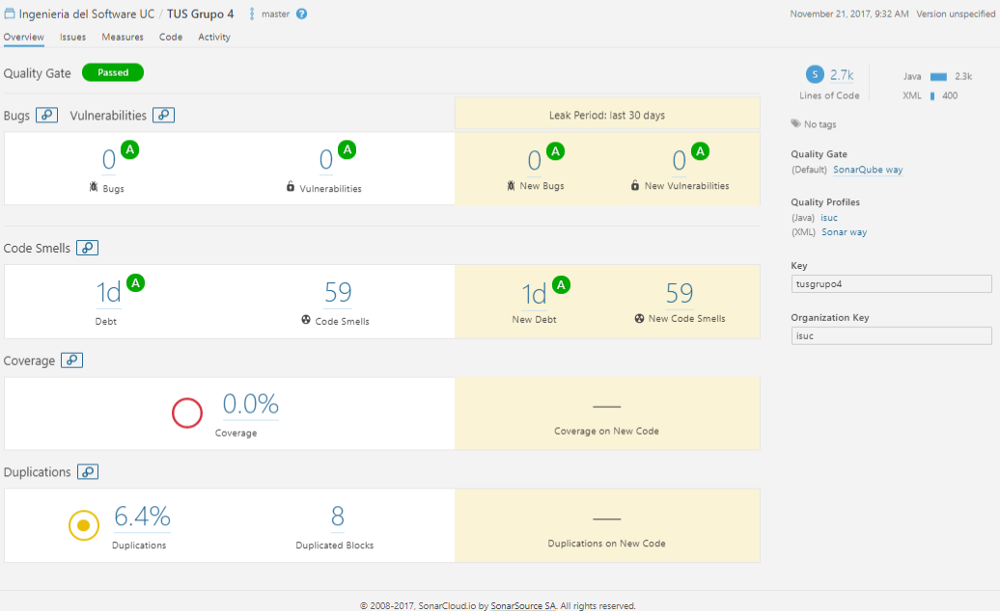 Ingenieria del Software UC / TUS Grupo 4 master ? November 21, 2017, 9:32 AM Version unspecified
Overview Issues Measures Code Activity
Quality Gate Passed
Bugs Vulnerabilities
Leak Period: last 30 days
0 A 0 A 0 A 0 A
Bugs Vulnerabilities New Bugs New Vulnerabilities
Code Smells
1d A 59 1d A 59
Debt Code Smells New Debt New Code Smells
Coverage
0.0% —
Coverage Coverage on New Code
Duplications
6.4% 8 —
Duplications Duplicated Blocks Duplications on New Code
S 2.7k Java 2.3k
Lines of Code XML 400
No tags
Quality Gate
(Default) SonarQube way
Quality Profiles
(Java) isuc
(XML) Sonar way
Key
tusgrupo4
Organization Key
isuc
© 2008-2017, SonarCloud.io by SonarSource SA. All rights reserved.